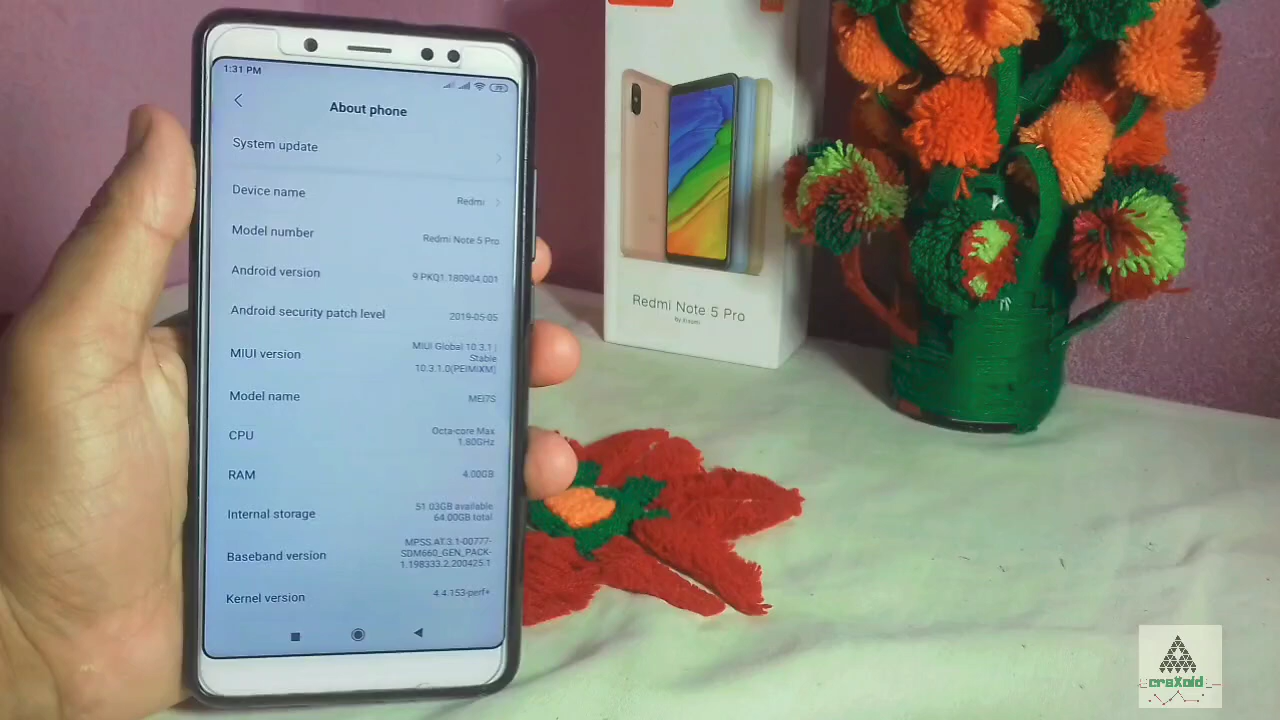 1:31 PM
79
About phone
System update
Device name
Redmi
Model number
Redmi Note 5 Pro
Android version
9 PKQ1.180904.001
Android security patch level
2019-05-05
MIUI version
MIUI Global 10.3.1 |
Stable
10.3.1.0(PEIMIXM)
Model name
MEI7S
CPU
Octa-core Max
1.80GHz
RAM
4.00GB
Internal storage
51.03GB available
64.00GB total
Baseband version
MPSS.AT.3.1-00777-
SDM660_GEN_PACK-
1.198333.2.200425.1
Kernel version
4.4.153-perf+
Redmi Note 5 Pro
By Xiaomi
craXoid